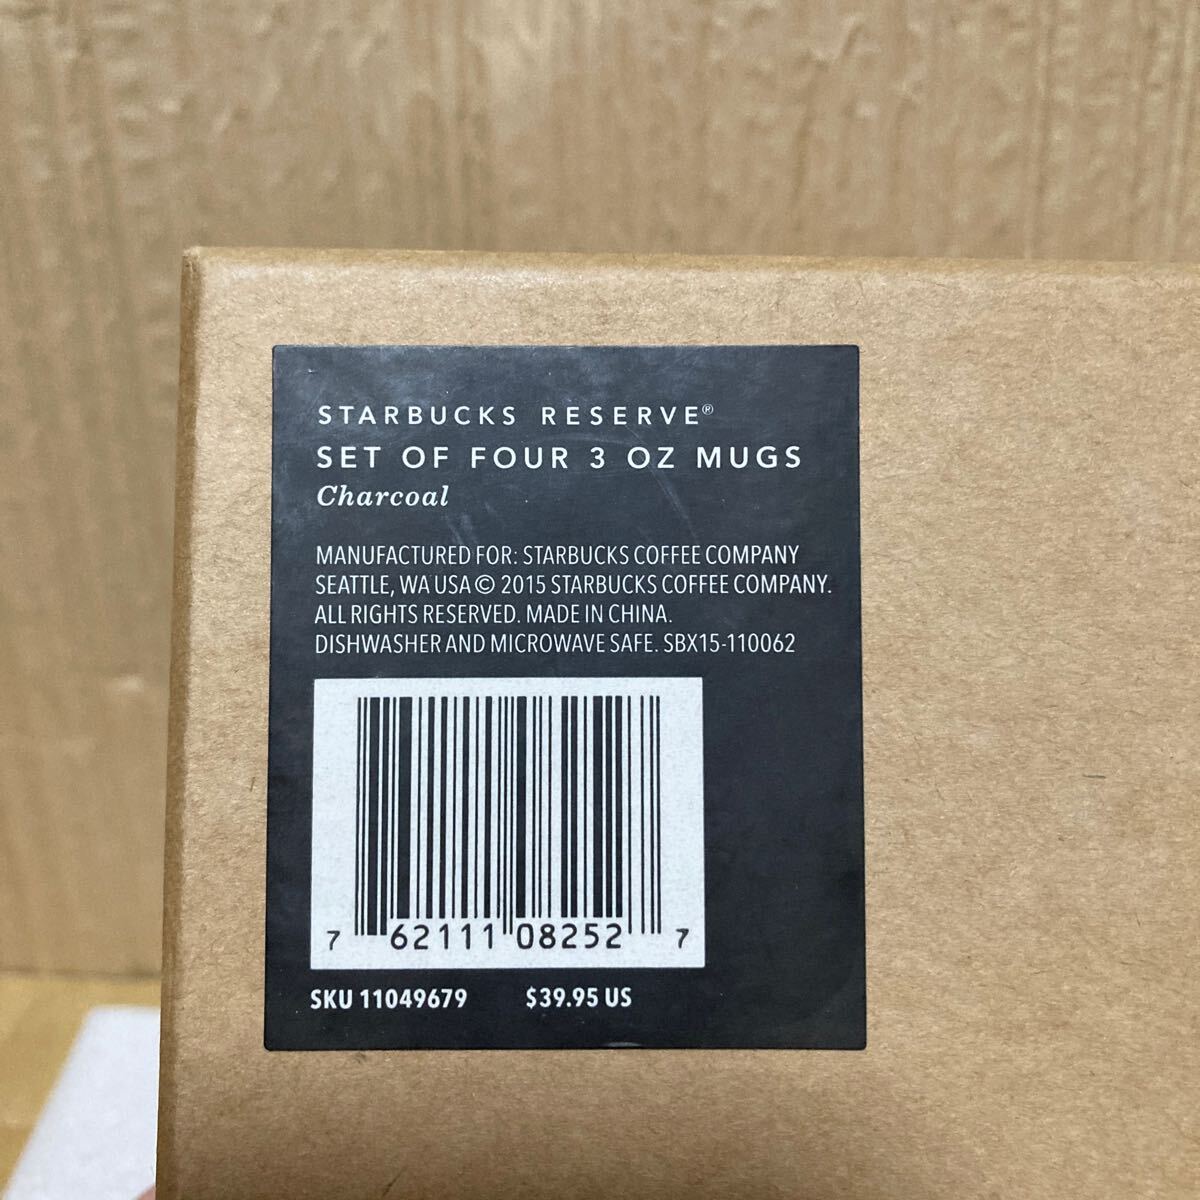 STARBUCKS RESERVE®
SET OF FOUR 3 OZ MUGS
Charcoal
MANUFACTURED FOR: STARBUCKS COFFEE COMPANY
SEATTLE, WA USA © 2015 STARBUCKS COFFEE COMPANY.
ALL RIGHTS RESERVED. MADE IN CHINA.
DISHWASHER AND MICROWAVE SAFE. SBX15-110062
7 62111 08252 7
SKU 11049679 $39.95 US